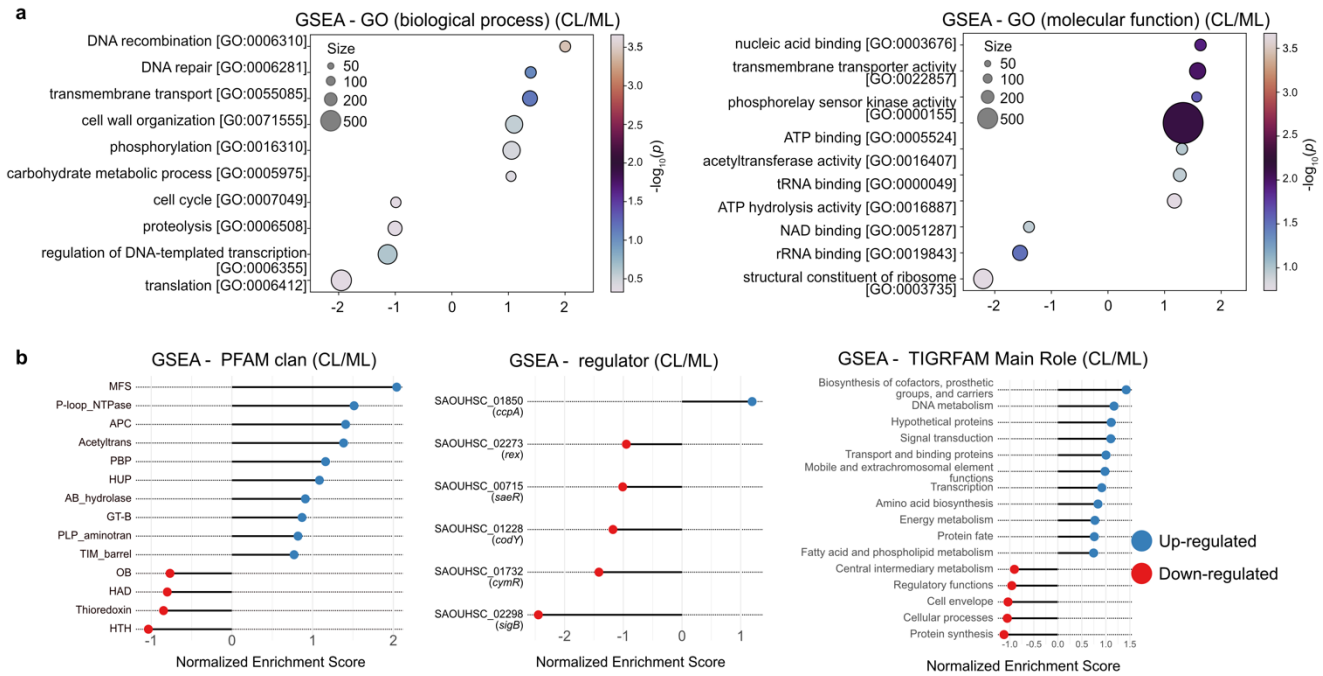 a
GSEA - GO (biological process) (CL/ML)
DNA recombination [GO:0006310]
DNA repair [GO:0006281]
transmembrane transport [GO:0055085]
cell wall organization [G0:0071555]
phosphorylation [GO:0016310]
carbohydrate metabolic process [GO:0005975]
cell cycle [GO:0007049]
proteolysis [GO:0006508]
regulation of DNA-templated transcription
[GO:0006355]
translation [GO:0006412]
Size
50
100
200
500
-2 -1 0 1 2
3.5
3.0
2.5
2.0
1.5
1.0
0.5
-log10(p)
GSEA - GO (molecular function) (CL/ML)
nucleic acid binding [GO:0003676]
transmembrane transporter activity
[GO:0022857]
phosphorelay sensor kinase activity
[GO:0000155]
ATP binding [GO:0005524]
acetyltransferase activity [GO:0016407]
tRNA binding [GO:0000049]
ATP hydrolysis activity [GO:0016887]
NAD binding [GO:0051287]
rRNA binding [GO:0019843]
structural constituent of ribosome
[GO:0003735]
Size
50
100
200
500
-2 -1 0 1 2
3.5
3.0
2.5
2.0
1.5
1.0
-log10(p)
b
GSEA - PFAM clan (CL/ML)
MFS
P-loop_NTPase
APC
Acetyltrans
PBP
HUP
AB_hydrolase
GT-B
PLP_aminotran
TIM_barrel
OB
HAD
Thioredoxin
HTH
-1 0 1 2
Normalized Enrichment Score
GSEA - regulator (CL/ML)
SAOUHSC_01850
(ccpA)
SAOUHSC_02273
(rex)
SAOUHSC_00715
(saeR)
SAOUHSC_01228
(codY)
SAOUHSC_01732
(cymR)
SAOUHSC_02298
(sigB)
-2 -1 0 1
Normalized Enrichment Score
GSEA - TIGRFAM Main Role (CL/ML)
Biosynthesis of cofactors, prosthetic
groups, and carriers
DNA metabolism
Hypothetical proteins
Signal transduction
Transport and binding proteins
Mobile and extrachromosomal element
functions
Transcription
Amino acid biosynthesis
Energy metabolism
Protein fate
Fatty acid and phospholipid metabolism
Central intermediary metabolism
Regulatory functions
Cell envelope
Cellular processes
Protein synthesis
-1.0 -0.5 0.0 0.5 1.0 1.5
Normalized Enrichment Score
Up-regulated
Down-regulated